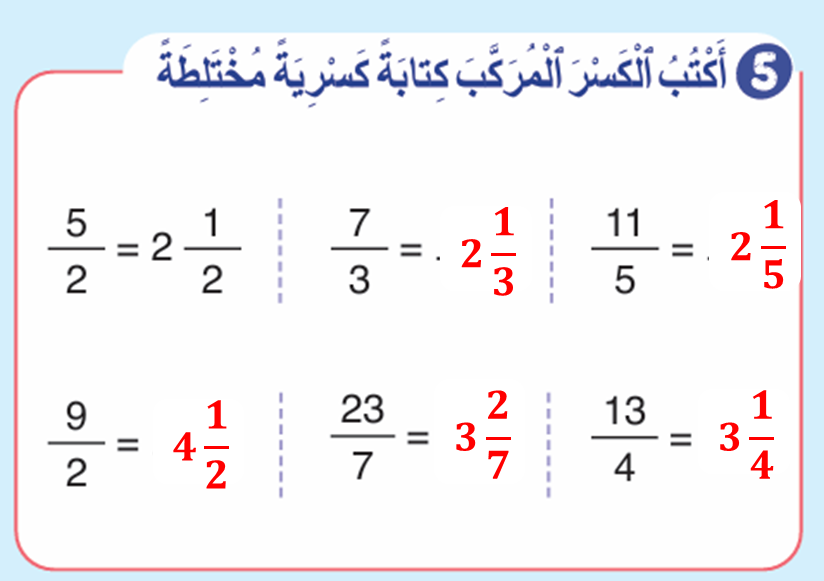 5 أَكْتُبُ ٱلْكَسْرَ ٱلْمُرَكَّبَ كِتابَةً كَسْرِيَةً مُخْتَلِطَةً
5/2 = 2 1/2	7/3 = . 2 1/3	11/5 = . 2 1/5
9/2 = 4 1/2	23/7 = 3 2/7	13/4 = 3 1/4